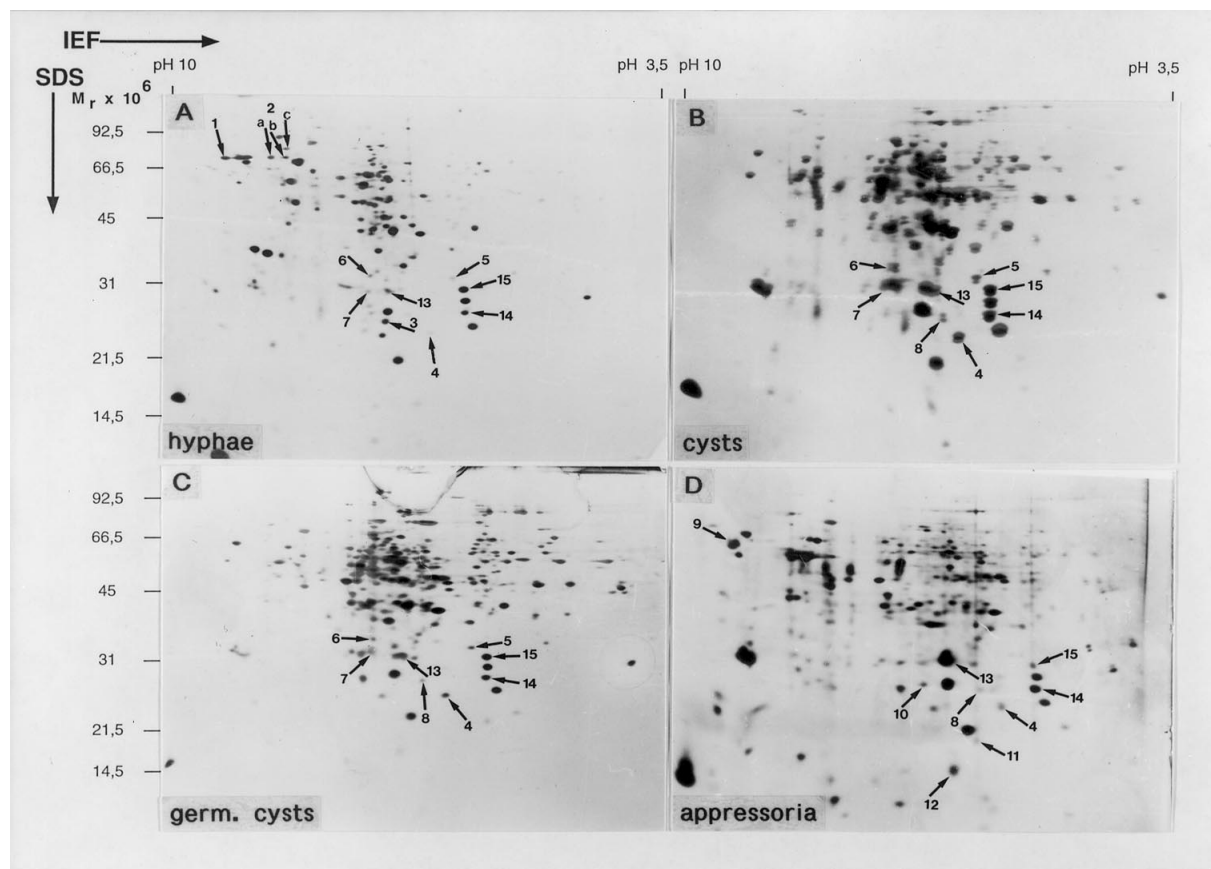 IEF
SDS
pH 10
pH 3,5
pH 10
pH 3,5
Mr x 10⁶
A
B
1
2
a
b
c
92,5
66,5
45
31
21,5
14,5
6
5
15
7
13
3
14
4
6
5
15
7
13
14
8
4
hyphae
cysts
C
D
92,5
66,5
45
31
21,5
14,5
6
5
15
7
13
14
8
4
9
15
13
14
10
8
4
11
12
germ. cysts
appressoria